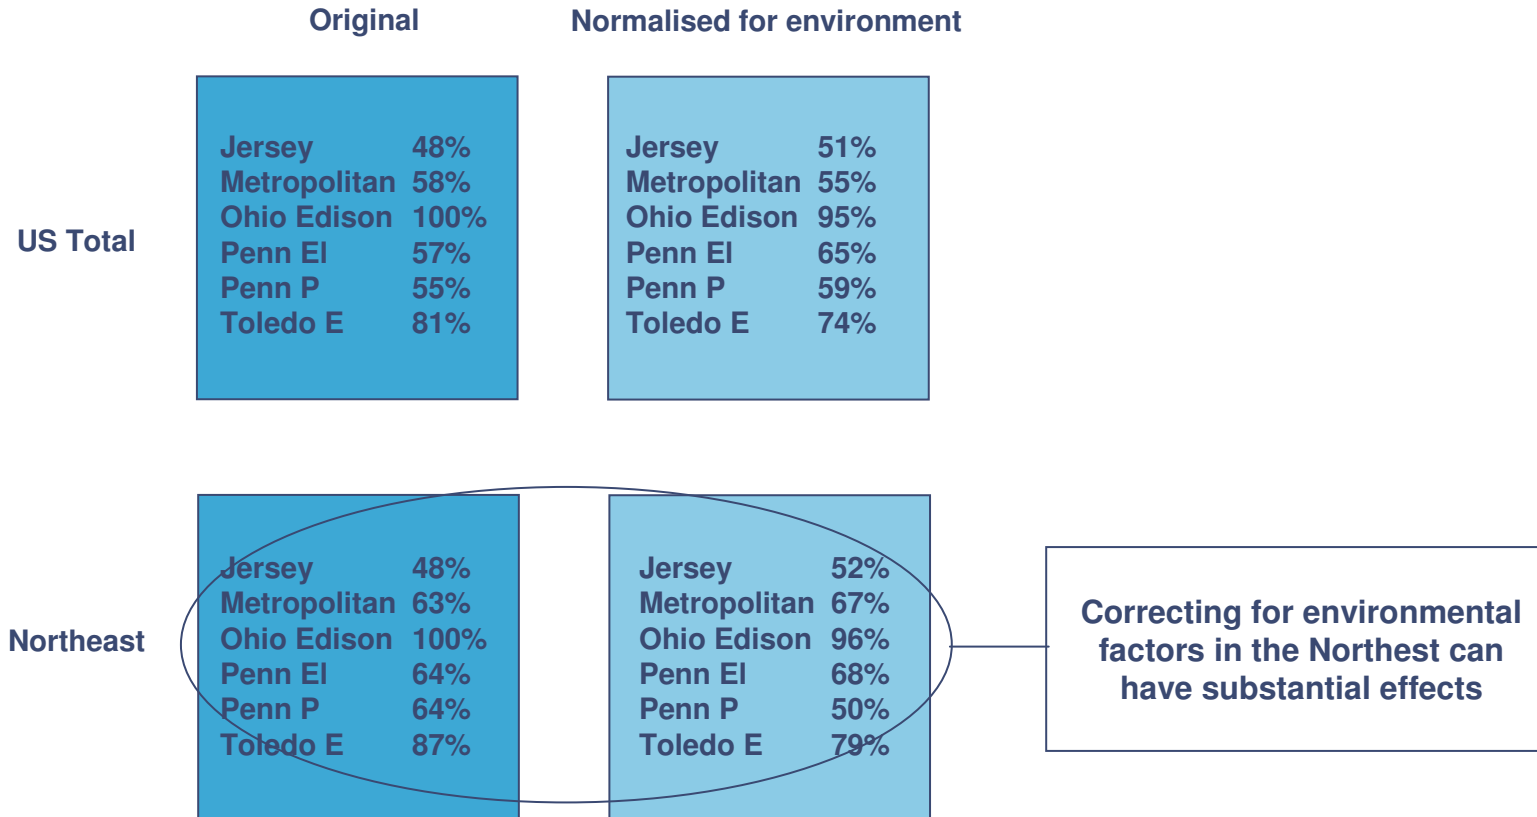 Original
Normalised for environment
US Total
Jersey 48%
Metropolitan 58%
Ohio Edison 100%
Penn El 57%
Penn P 55%
Toledo E 81%
Jersey 51%
Metropolitan 55%
Ohio Edison 95%
Penn El 65%
Penn P 59%
Toledo E 74%
Northeast
Jersey 48%
Metropolitan 63%
Ohio Edison 100%
Penn El 64%
Penn P 64%
Toledo E 87%
Jersey 52%
Metropolitan 67%
Ohio Edison 96%
Penn El 68%
Penn P 50%
Toledo E 79%
Correcting for environmental
factors in the Northest can
have substantial effects